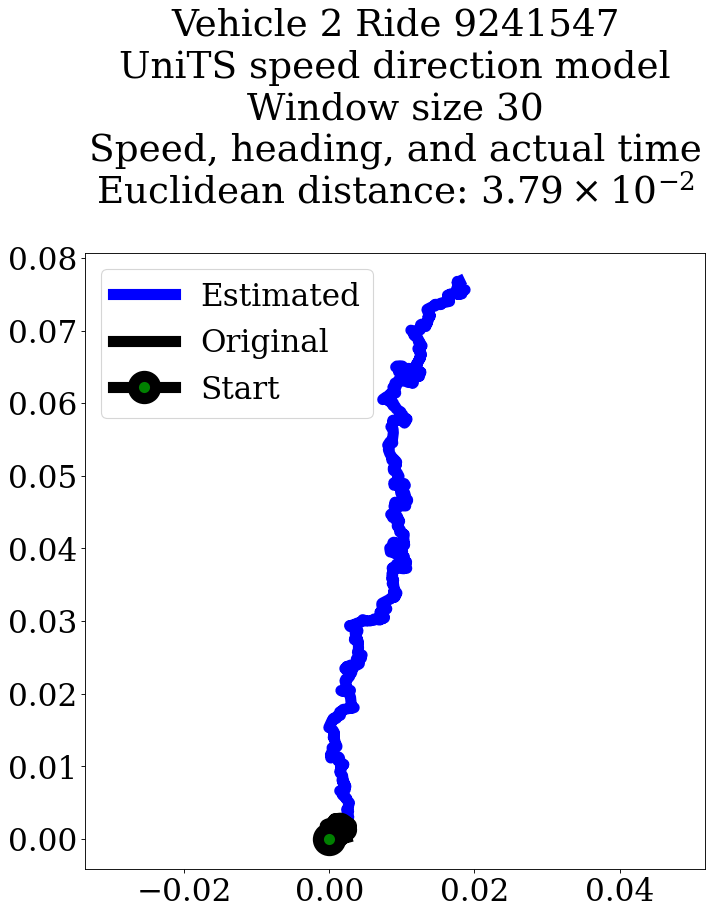 Vehicle 2 Ride 9241547
UniTS speed direction model
Window size 30
Speed, heading, and actual time
Euclidean distance: 3.79 × 10⁻²
0.08
0.07
0.06
0.05
0.04
0.03
0.02
0.01
0.00
Estimated
Original
Start
−0.02 0.00 0.02 0.04